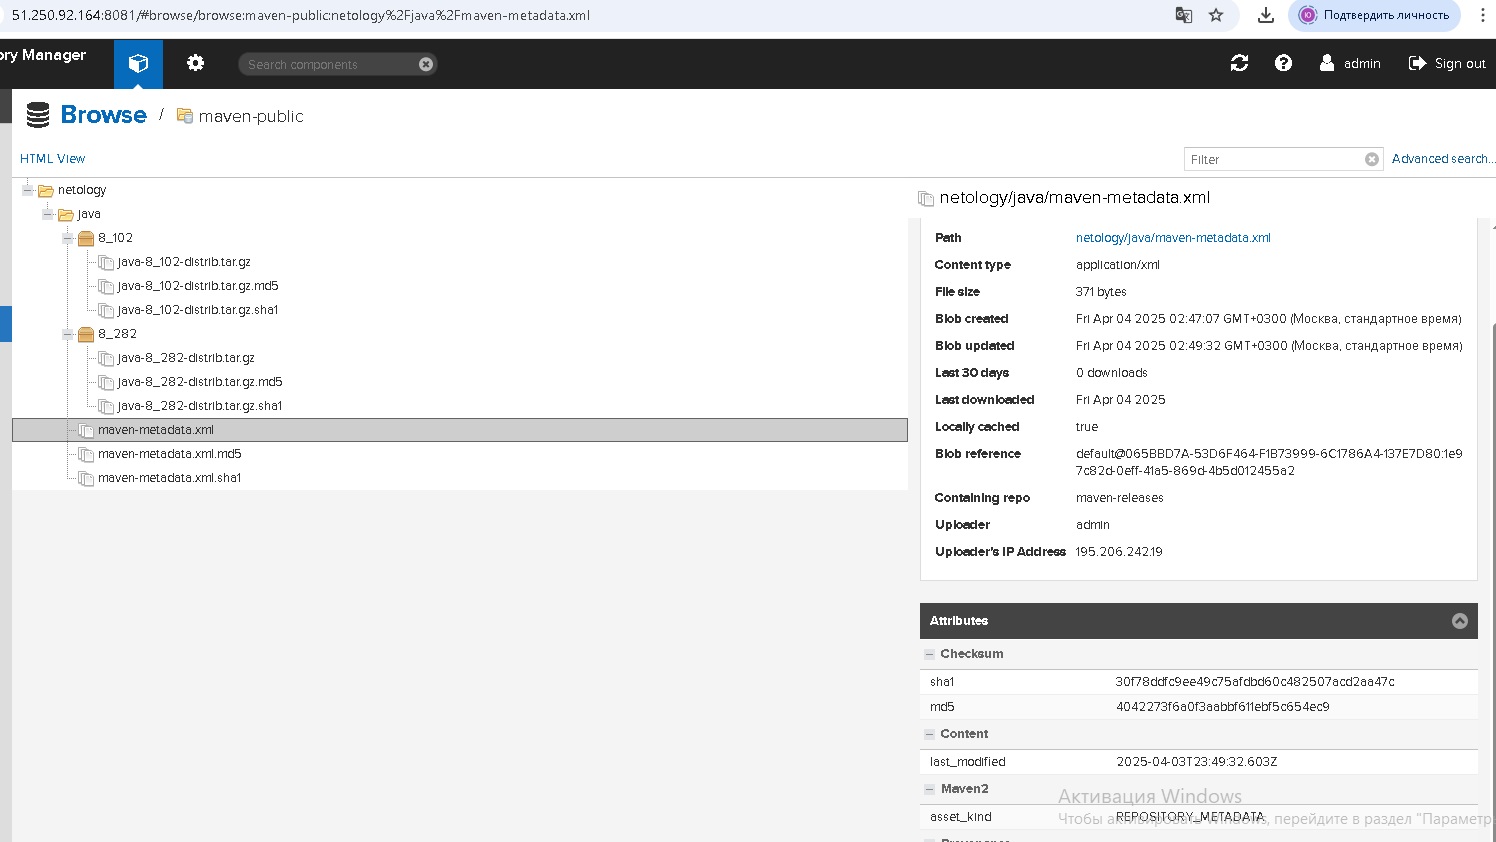 51.250.92.164:8081/#browse/browse:maven-public:netology%2Fjava%2Fmaven-metadata.xml
Подтвердить личность
ory Manager
Search components
admin
Sign out
Browse / maven-public
HTML View
Filter
Advanced search...
netology
java
8_102
java-8_102-distrib.tar.gz
java-8_102-distrib.tar.gz.md5
java-8_102-distrib.tar.gz.sha1
8_282
java-8_282-distrib.tar.gz
java-8_282-distrib.tar.gz.md5
java-8_282-distrib.tar.gz.sha1
maven-metadata.xml
maven-metadata.xml.md5
maven-metadata.xml.sha1
netology/java/maven-metadata.xml
Path netology/java/maven-metadata.xml
Content type application/xml
File size 371 bytes
Blob created Fri Apr 04 2025 02:47:07 GMT+0300 (Москва, стандартное время)
Blob updated Fri Apr 04 2025 02:49:32 GMT+0300 (Москва, стандартное время)
Last 30 days 0 downloads
Last downloaded Fri Apr 04 2025
Locally cached true
Blob reference default@065BBD7A-53D6F464-F1B73999-6C1786A4-137E7D80:1e9
7c82d-0eff-41a5-869d-4b5d012455a2
Containing repo maven-releases
Uploader admin
Uploader's IP Address 195.206.242.19
Attributes
Checksum
sha1 30f78ddfc9ee49c75afdbd60c482507acd2aa47c
md5 4042273f6a0f3aabbf611ebf5c654ec9
Content
last_modified 2025-04-03T23:49:32.603Z
Maven2
asset_kind REPOSITORY_METADATA
Активация Windows
Чтобы активировать Windows, перейдите в раздел "Параметр